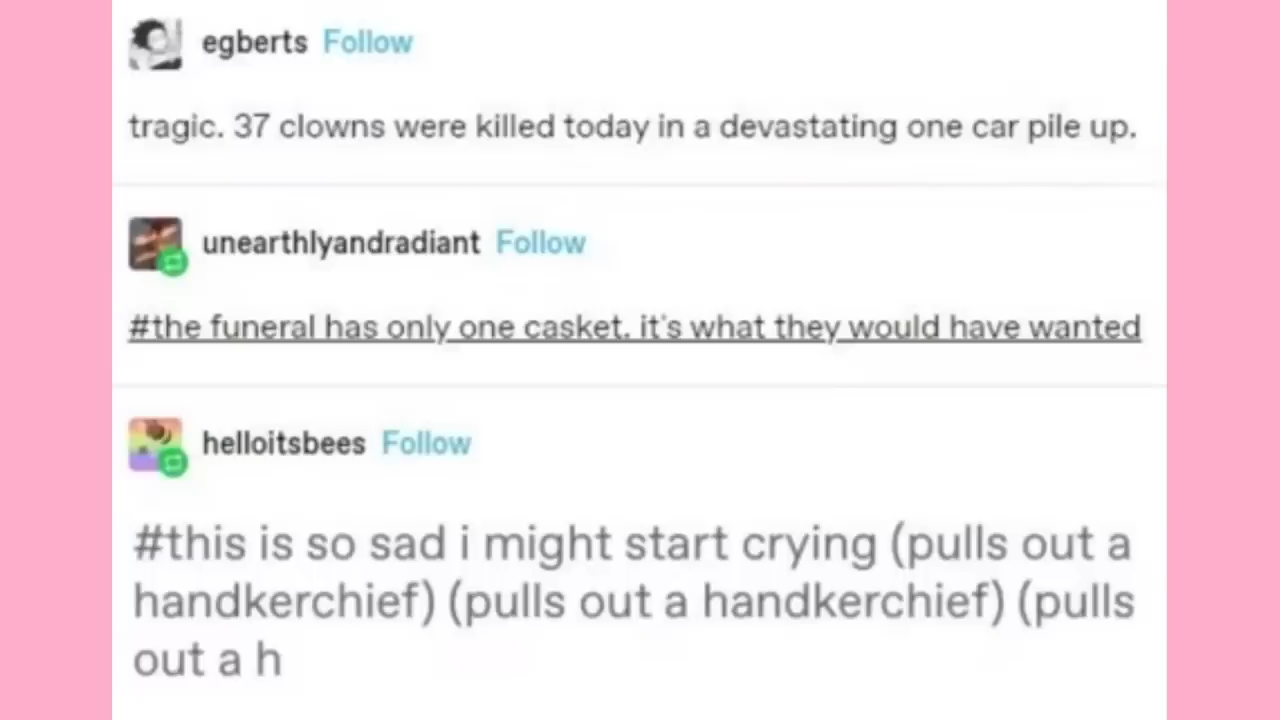 egberts Follow
tragic. 37 clowns were killed today in a devastating one car pile up.
unearthlyandradiant Follow
#the funeral has only one casket. it's what they would have wanted
helloitsbees Follow
#this is so sad i might start crying (pulls out a
handkerchief) (pulls out a handkerchief) (pulls
out a h